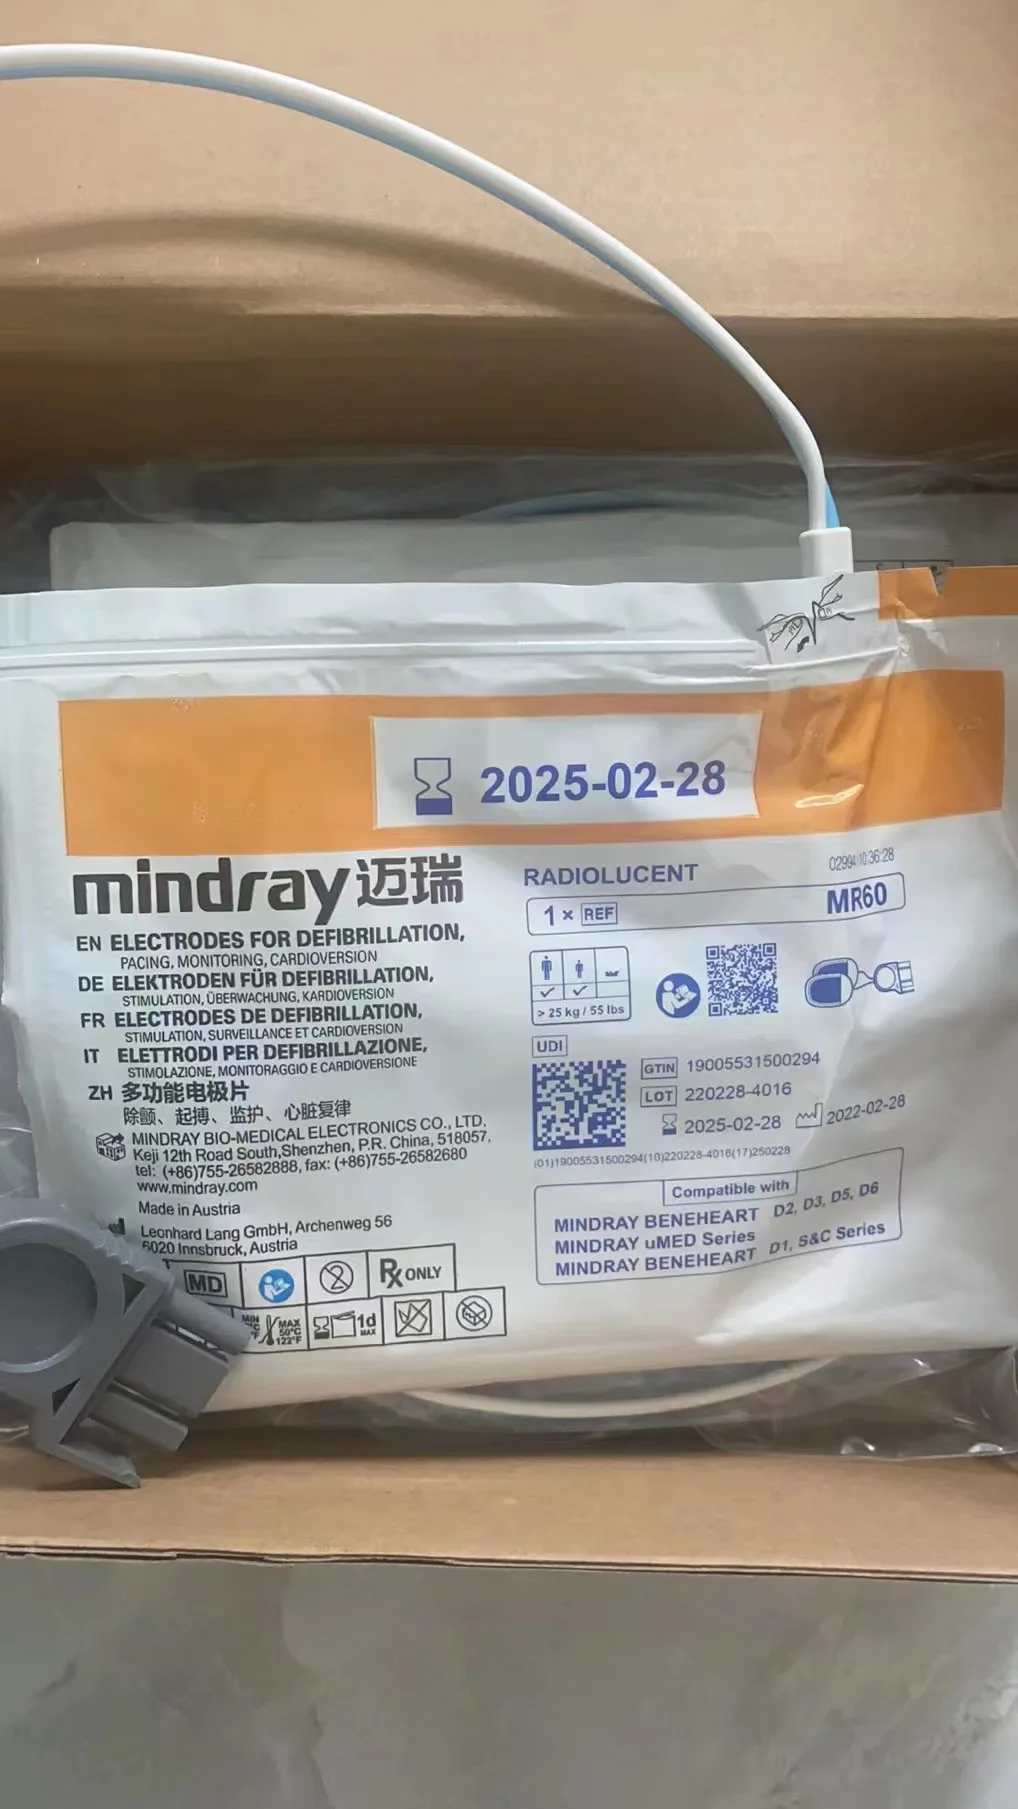 2025-02-28
mindray 迈瑞
EN ELECTRODES FOR DEFIBRILLATION,
PACING, MONITORING, CARDIOVERSION
DE ELEKTRODEN FÜR DEFIBRILLATION,
STIMULATION, ÜBERWACHUNG, KARDIOVERSION
FR ELECTRODES DE DEFIBRILLATION,
STIMULATION, SURVEILLANCE ET CARDIOVERSION
IT ELETTRODI PER DEFIBRILLAZIONE,
STIMOLAZIONE, MONITORAGGIO E CARDIOVERSIONE
ZH 多功能电极片
除颤、起搏、监护、心脏复律
MINDRAY BIO-MEDICAL ELECTRONICS CO., LTD.
Keji 12th Road South,Shenzhen, P.R. China, 518057,
tel: (+86)755-26582888, fax: (+86)755-26582680
www.mindray.com
Made in Austria
Leonhard Lang GmbH, Archenweg 56
6020 Innsbruck, Austria
MD
2
Rx ONLY
MIN
MAX
50°C
122°F
1d
MAX
RADIOLUCENT
02994 10:36:28
1 × REF
MR60
> 25 kg / 55 lbs
UDI
GTIN 19005531500294
LOT 220228-4016
2025-02-28 2022-02-28
(01)19005531500294(10)220228-4016(17)250228
Compatible with
MINDRAY BENEHEART D2, D3, D5, D6
MINDRAY uMED Series
MINDRAY BENEHEART D1, S&C Series